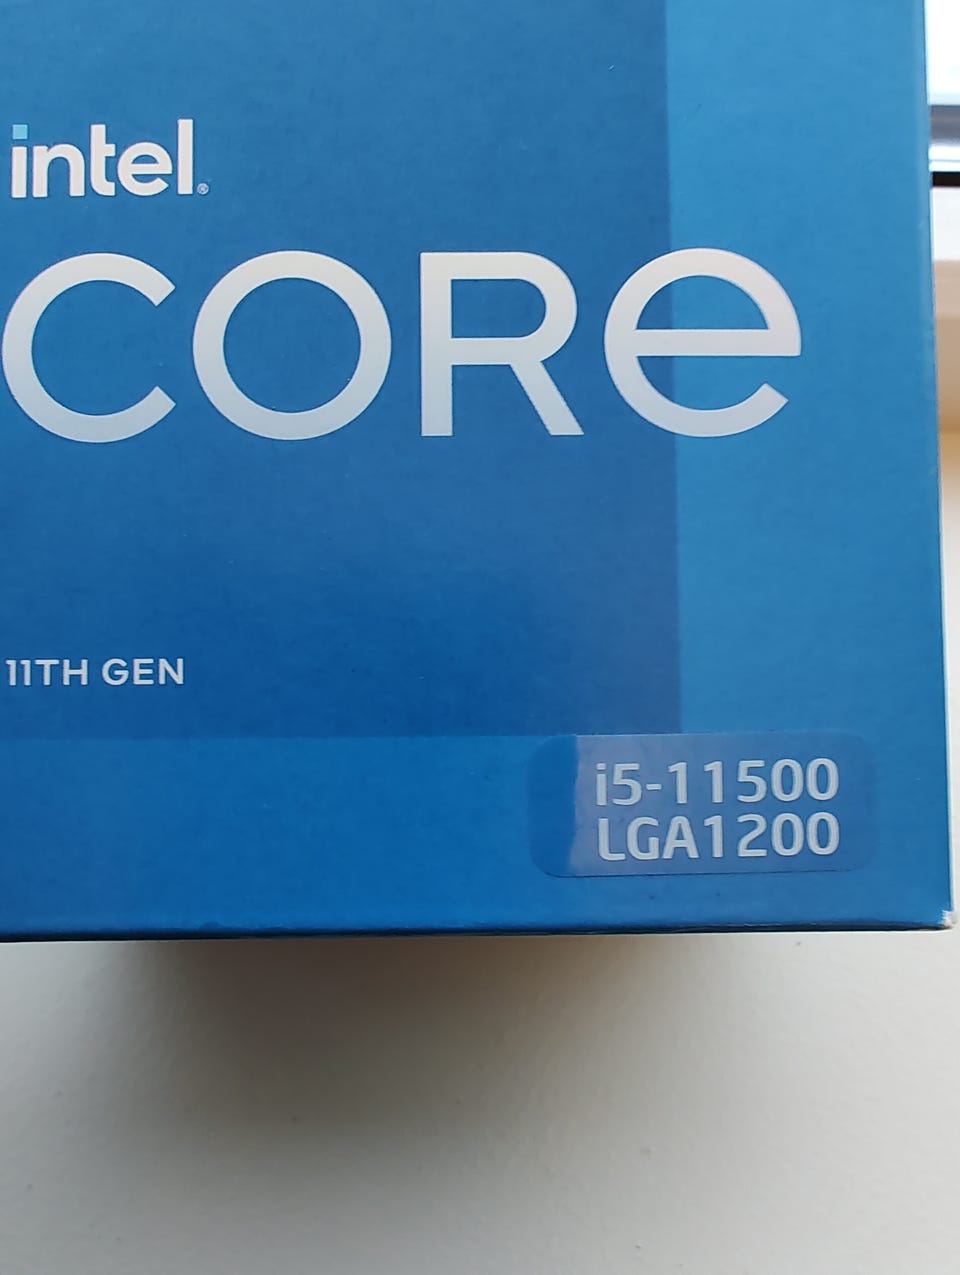 intel®
CORE
11TH GEN
i5-11500
LGA1200